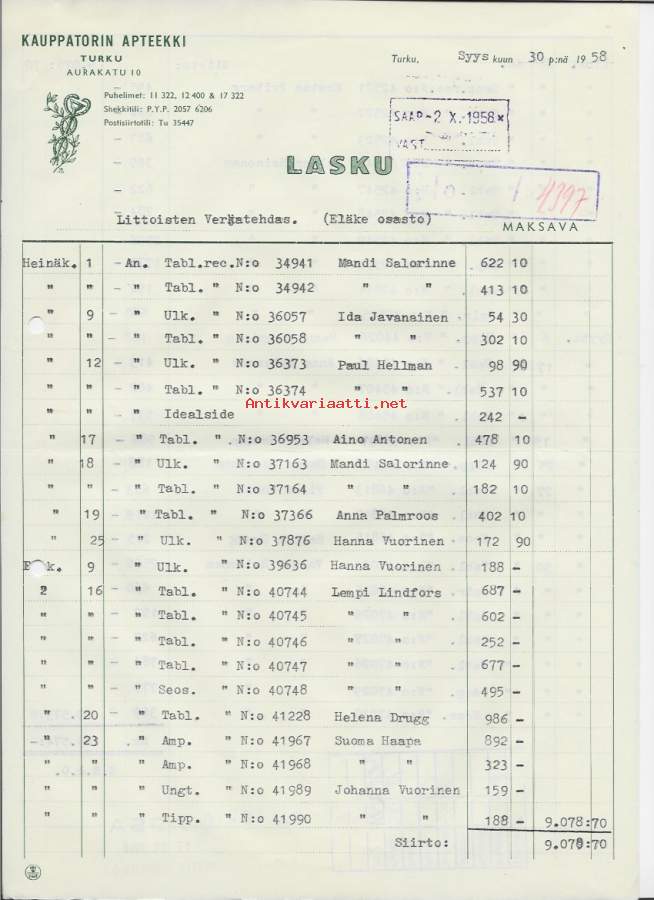 KAUPPATORIN APTEEKKI
TURKU
AURAKATU 10
Puhelimet: 11 322, 12 400 & 17 322
Shekkitili: P.Y.P. 2057 6206
Postisiirtotili: Tu 35447
Turku, Syys kuun 30 p:nä 1958
SAAP -2 X. 1958
VAST
LASKU
1397
Littoisten Verkatehdas. (Eläke osasto)
MAKSAVA
Heinäk. 1 - An. Tabl.rec.N:o 34941 Mandi Salorinne . 622 10
" " - " Tabl. " N:o 34942 " " . 413 10
" 9 - " Ulk. " N:o 36057 Ida Javanainen . 54 30
" " - " Tabl. " N:o 36058 " " . 302 10
" 12 - " Ulk. " N:o 36373 Paul Hellman . 98 90
" " - " Tabl. " N:o 36374 " " . 537 10
" " - " Idealside . 242 -
Antikvariaatti.net
" 17 - " Tabl. " . N:o 36953 Aino Antonen . 478 10
" 18 - " Ulk. " N:o 37163 Mandi Salorinne. 124 90
" " - " Tabl. " N:o 37164 " " . 182 10
" 19 - " Tabl. " N:o 37366 Anna Palmroos . 402 10
" 25 - " Ulk. " N:o 37876 Hanna Vuorinen . 172 90
k. 9 - " Ulk. " N:o 39636 Hanna Vuorinen . 188 -
2 16 - " Tabl. " N:o 40744 Lempi Lindfors . 687 -
" " - " Tabl. " N:o 40745 " " . 602 -
" " - " Tabl. " N:o 40746 " " . 252 -
" " - " Tabl. " N:o 40747 " " . 677 -
" " - " Seos. " N:o 40748 " " . 495 -
" 20 - " Tabl. " N:o 41228 Helena Drugg 986 -
" 23 " Amp. " N:o 41967 Suoma Haapa 892 -
" " " Amp. " N:o 41968 " " 323 -
" " " Ungt. " N:o 41989 Johanna Vuorinen 159 -
" " " Tipp. " N:o 41990 " " 188 - 9.078:70
Siirto: 9.078:70